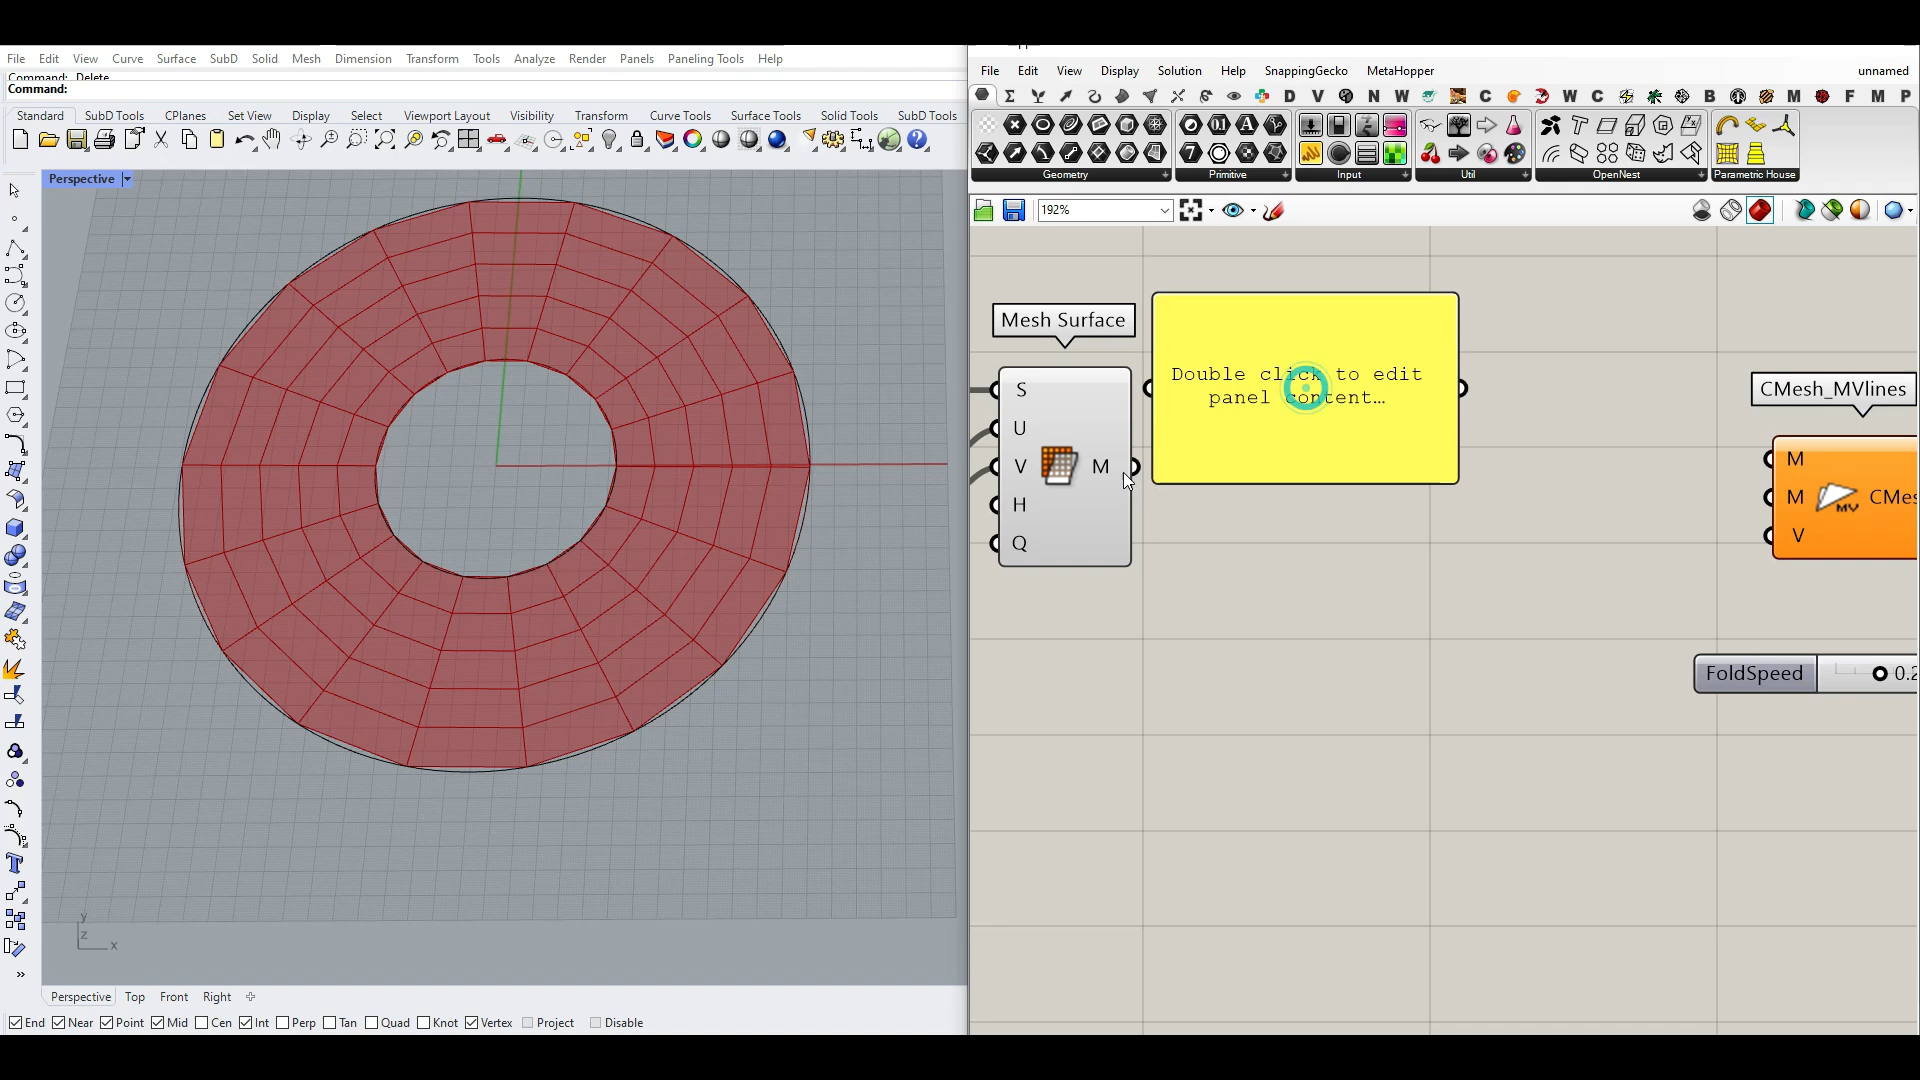 File Edit View Curve Surface SubD Solid Mesh Dimension Transform Tools Analyze Render Panels Paneling Tools Help
Command: Delete
Command:
Standard SubD Tools CPlanes Set View Display Select Viewport Layout Visibility Transform Curve Tools Surface Tools Solid Tools SubD Tools
Perspective
y
z
x
Perspective Top Front Right
End Near Point Mid Cen Int Perp Tan Quad Knot Vertex Project Disable
File Edit View Display Solution Help SnappingGecko MetaHopper unnamed
D V N W C W C B M F M P
Geometry Primitive Input Util OpenNest Parametric House
192%
Mesh Surface
S
U
V M
H
Q
Double click to edit
panel content…
CMesh_MVlines
M
M MV CMes
V
FoldSpeed 0.2